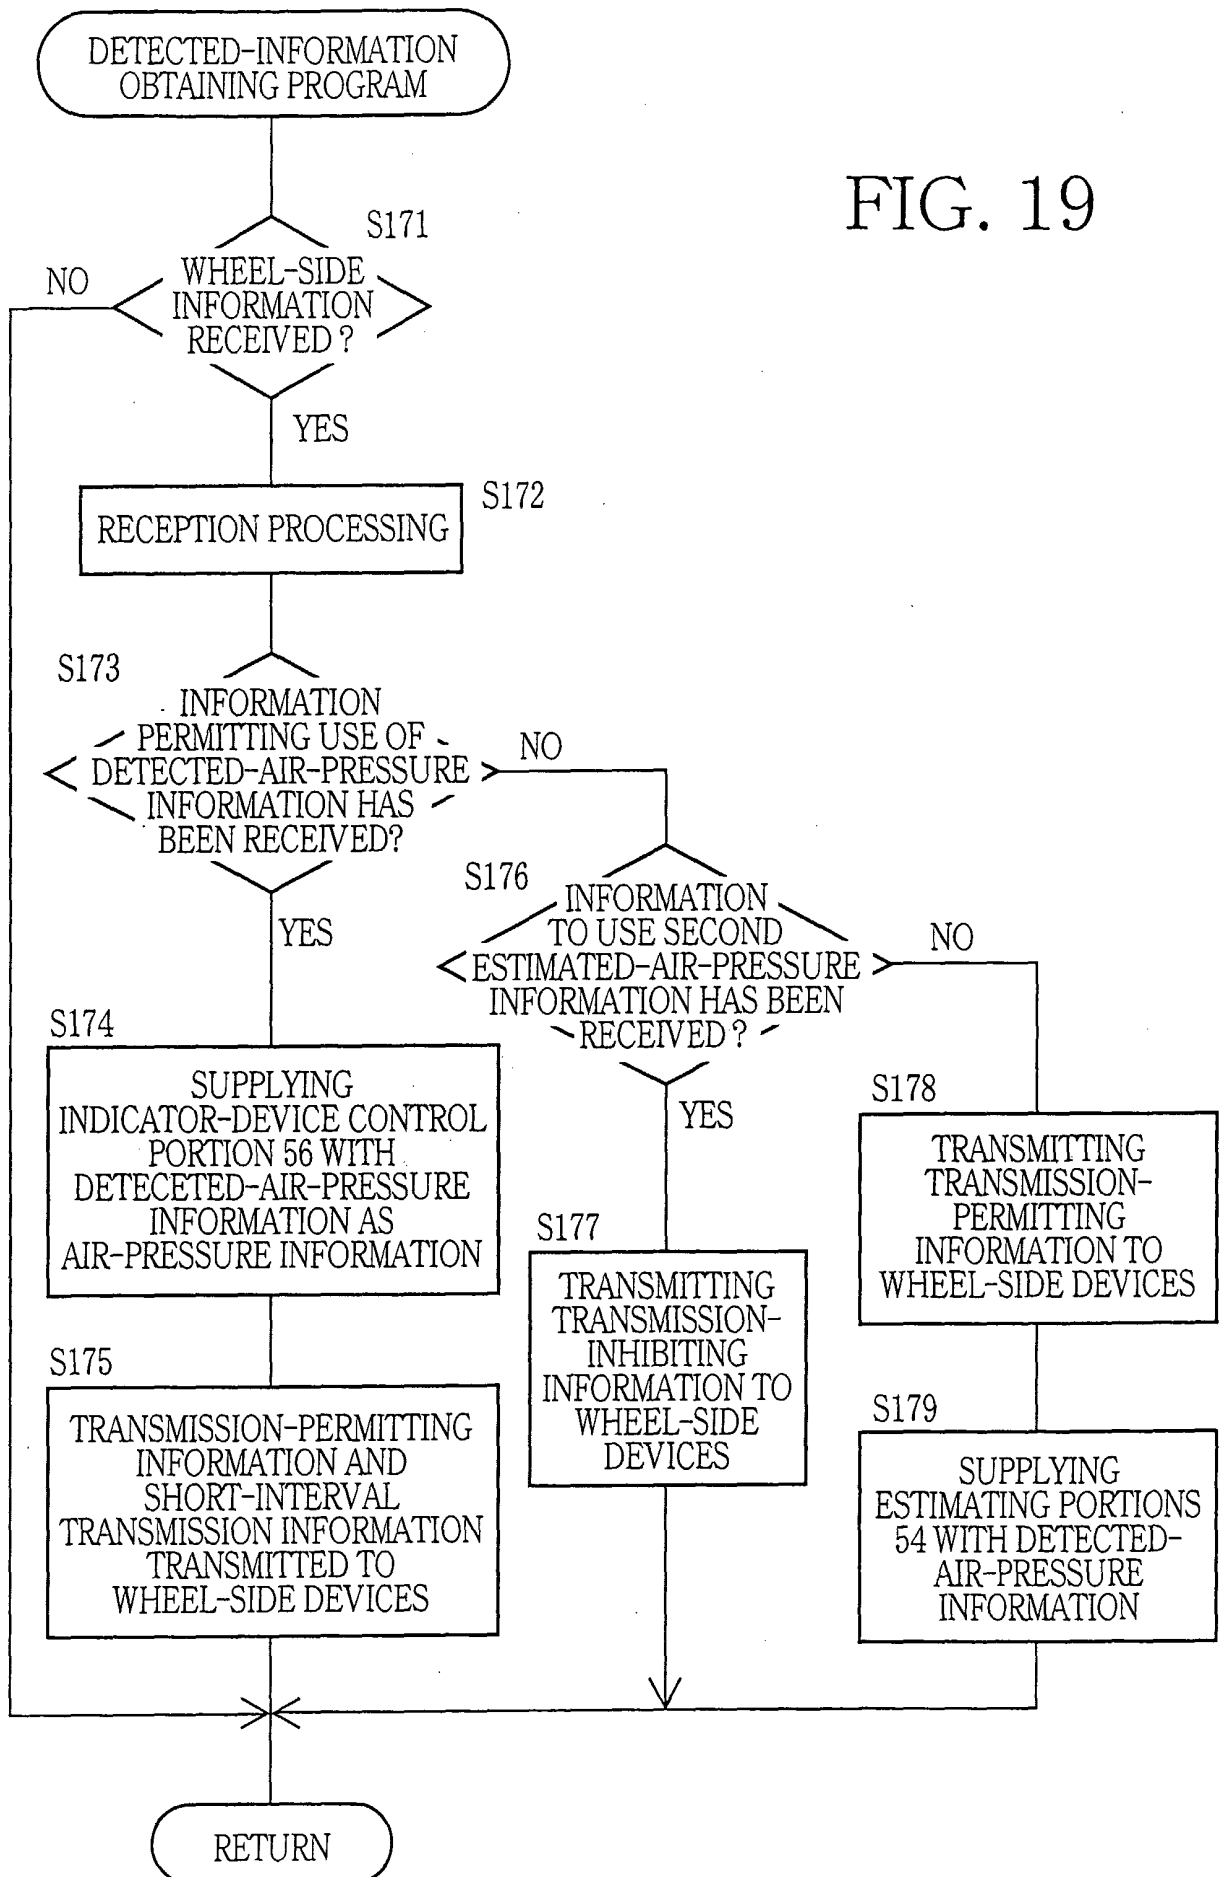 DETECTED-INFORMATION
OBTAINING PROGRAM
FIG. 19
S171
WHEEL-SIDE
INFORMATION
RECEIVED ?
NO
YES
S172
RECEPTION PROCESSING
S173
INFORMATION
PERMITTING USE OF
DETECTED-AIR-PRESSURE
INFORMATION HAS
BEEN RECEIVED?
NO
YES
S176
INFORMATION
TO USE SECOND
ESTIMATED-AIR-PRESSURE
INFORMATION HAS BEEN
RECEIVED ?
NO
YES
S174
SUPPLYING
INDICATOR-DEVICE CONTROL
PORTION 56 WITH
DETECETED-AIR-PRESSURE
INFORMATION AS
AIR-PRESSURE INFORMATION
S175
TRANSMISSION-PERMITTING
INFORMATION AND
SHORT-INTERVAL
TRANSMISSION INFORMATION
TRANSMITTED TO
WHEEL-SIDE DEVICES
S177
TRANSMITTING
TRANSMISSION-
INHIBITING
INFORMATION TO
WHEEL-SIDE
DEVICES
S178
TRANSMITTING
TRANSMISSION-
PERMITTING
INFORMATION TO
WHEEL-SIDE DEVICES
S179
SUPPLYING
ESTIMATING PORTIONS
54 WITH DETECTED-
AIR-PRESSURE
INFORMATION
RETURN